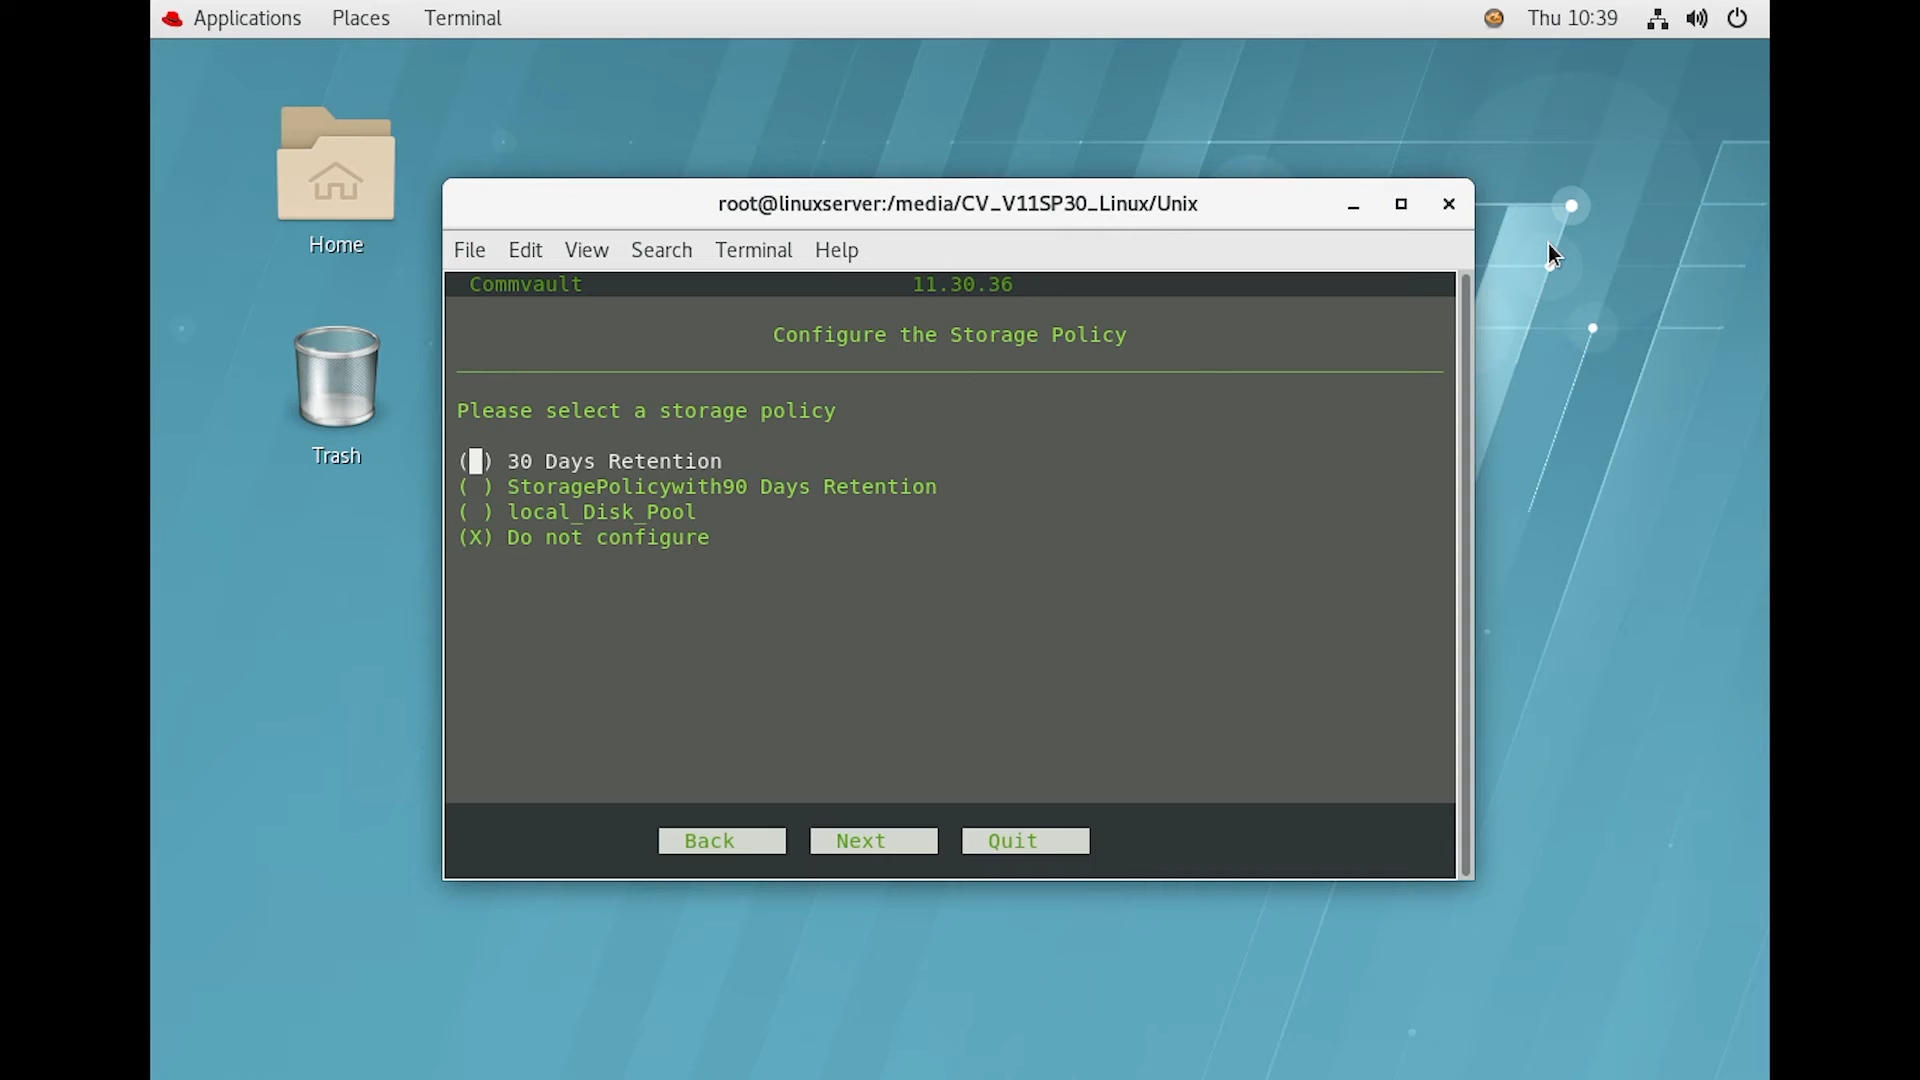 Applications Places Terminal Thu 10:39
Home
Trash
root@linuxserver:/media/CV_V11SP30_Linux/Unix
File Edit View Search Terminal Help
Commvault 11.30.36
Configure the Storage Policy
Please select a storage policy
( ) 30 Days Retention
( ) StoragePolicywith90 Days Retention
( ) local_Disk_Pool
(X) Do not configure
Back Next Quit